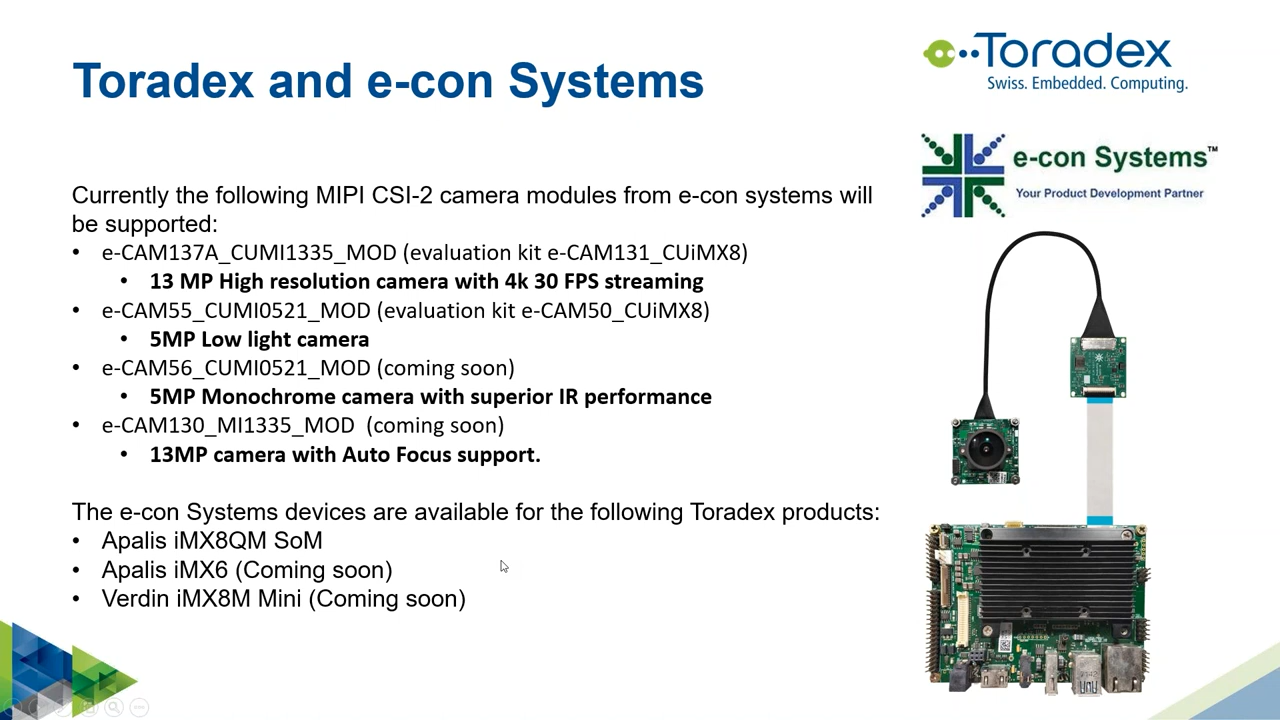 Toradex and e-con Systems
Toradex
Swiss. Embedded. Computing.
e-con Systems™
Your Product Development Partner
Currently the following MIPI CSI-2 camera modules from e-con systems will
be supported:
• e-CAM137A_CUMI1335_MOD (evaluation kit e-CAM131_CUiMX8)
• 13 MP High resolution camera with 4k 30 FPS streaming
• e-CAM55_CUMI0521_MOD (evaluation kit e-CAM50_CUiMX8)
• 5MP Low light camera
• e-CAM56_CUMI0521_MOD (coming soon)
• 5MP Monochrome camera with superior IR performance
• e-CAM130_MI1335_MOD  (coming soon)
• 13MP camera with Auto Focus support.
The e-con Systems devices are available for the following Toradex products:
• Apalis iMX8QM SoM
• Apalis iMX6 (Coming soon)
• Verdin iMX8M Mini (Coming soon)